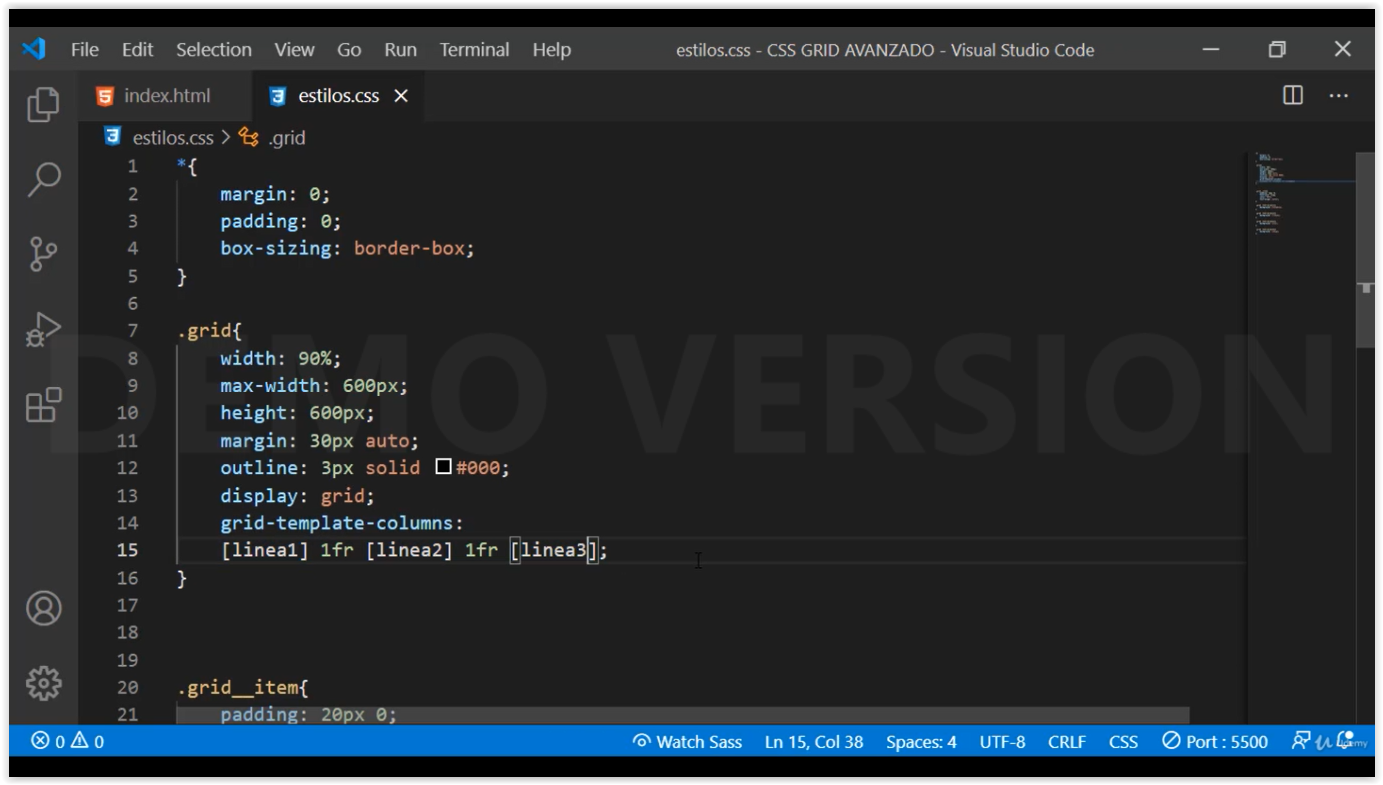 File Edit Selection View Go Run Terminal Help estilos.css - CSS GRID AVANZADO - Visual Studio Code
index.html estilos.css
estilos.css > .grid
1 *{
2 margin: 0;
3 padding: 0;
4 box-sizing: border-box;
5 }
6
7 .grid{
8 width: 90%;
9 max-width: 600px;
10 height: 600px;
11 margin: 30px auto;
12 outline: 3px solid #000;
13 display: grid;
14 grid-template-columns:
15 [linea1] 1fr [linea2] 1fr [linea3];
16 }
17
18
19
20 .grid__item{
21 padding: 20px 0;
DEMO VERSION
0 0 Watch Sass Ln 15, Col 38 Spaces: 4 UTF-8 CRLF CSS Port : 5500